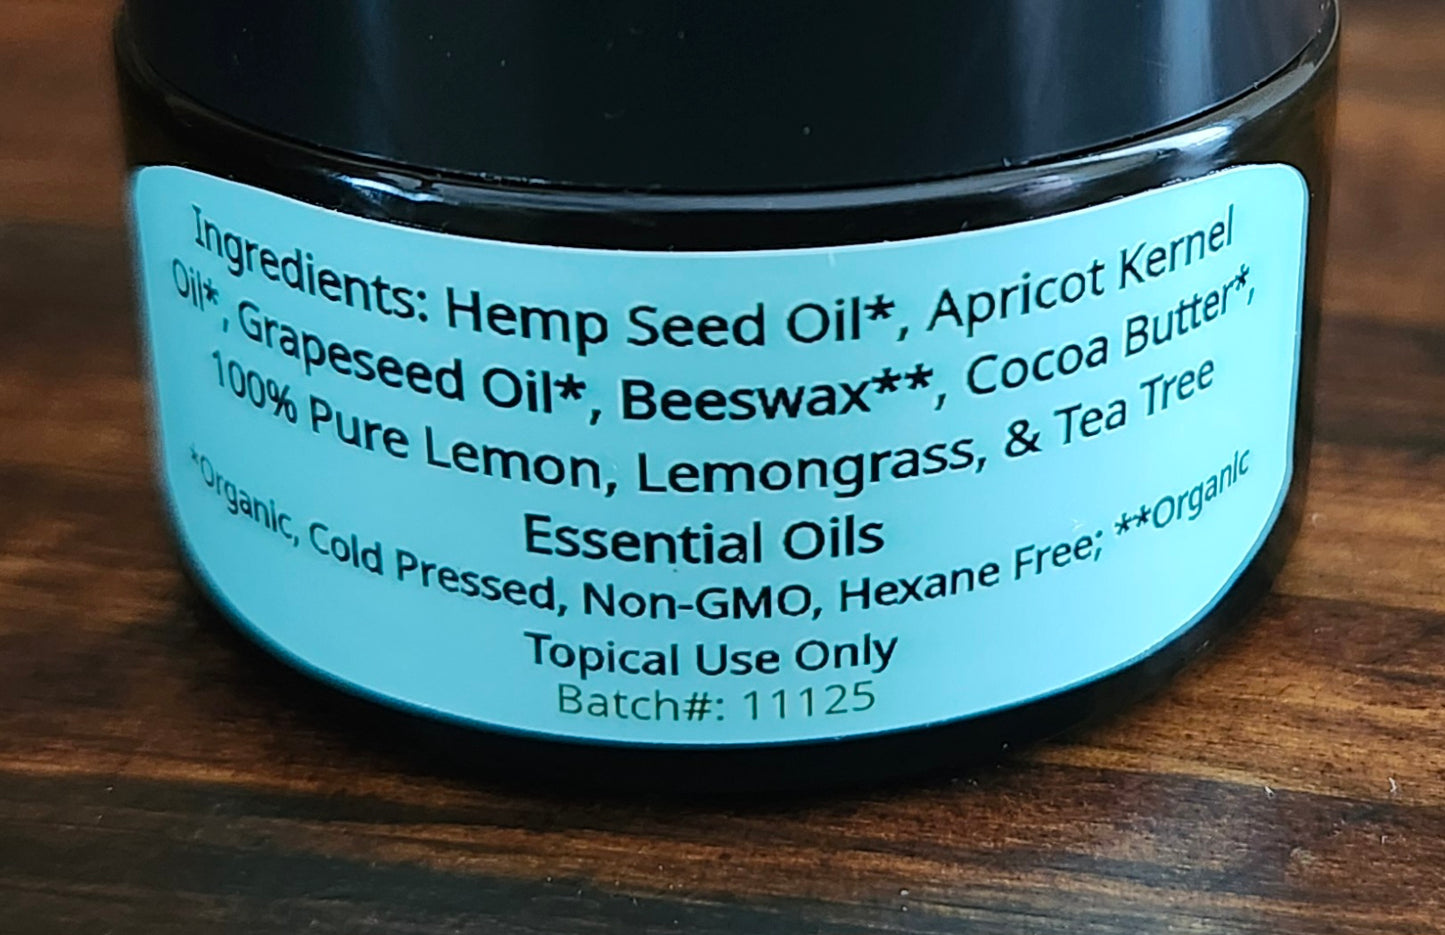 Ingredients: Hemp Seed Oil*, Apricot Kernel
Oil*, Grapeseed Oil*, Beeswax**, Cocoa Butter*,
100% Pure Lemon, Lemongrass, & Tea Tree
Essential Oils
*Organic, Cold Pressed, Non-GMO, Hexane Free; **Organic
Topical Use Only
Batch#: 11125